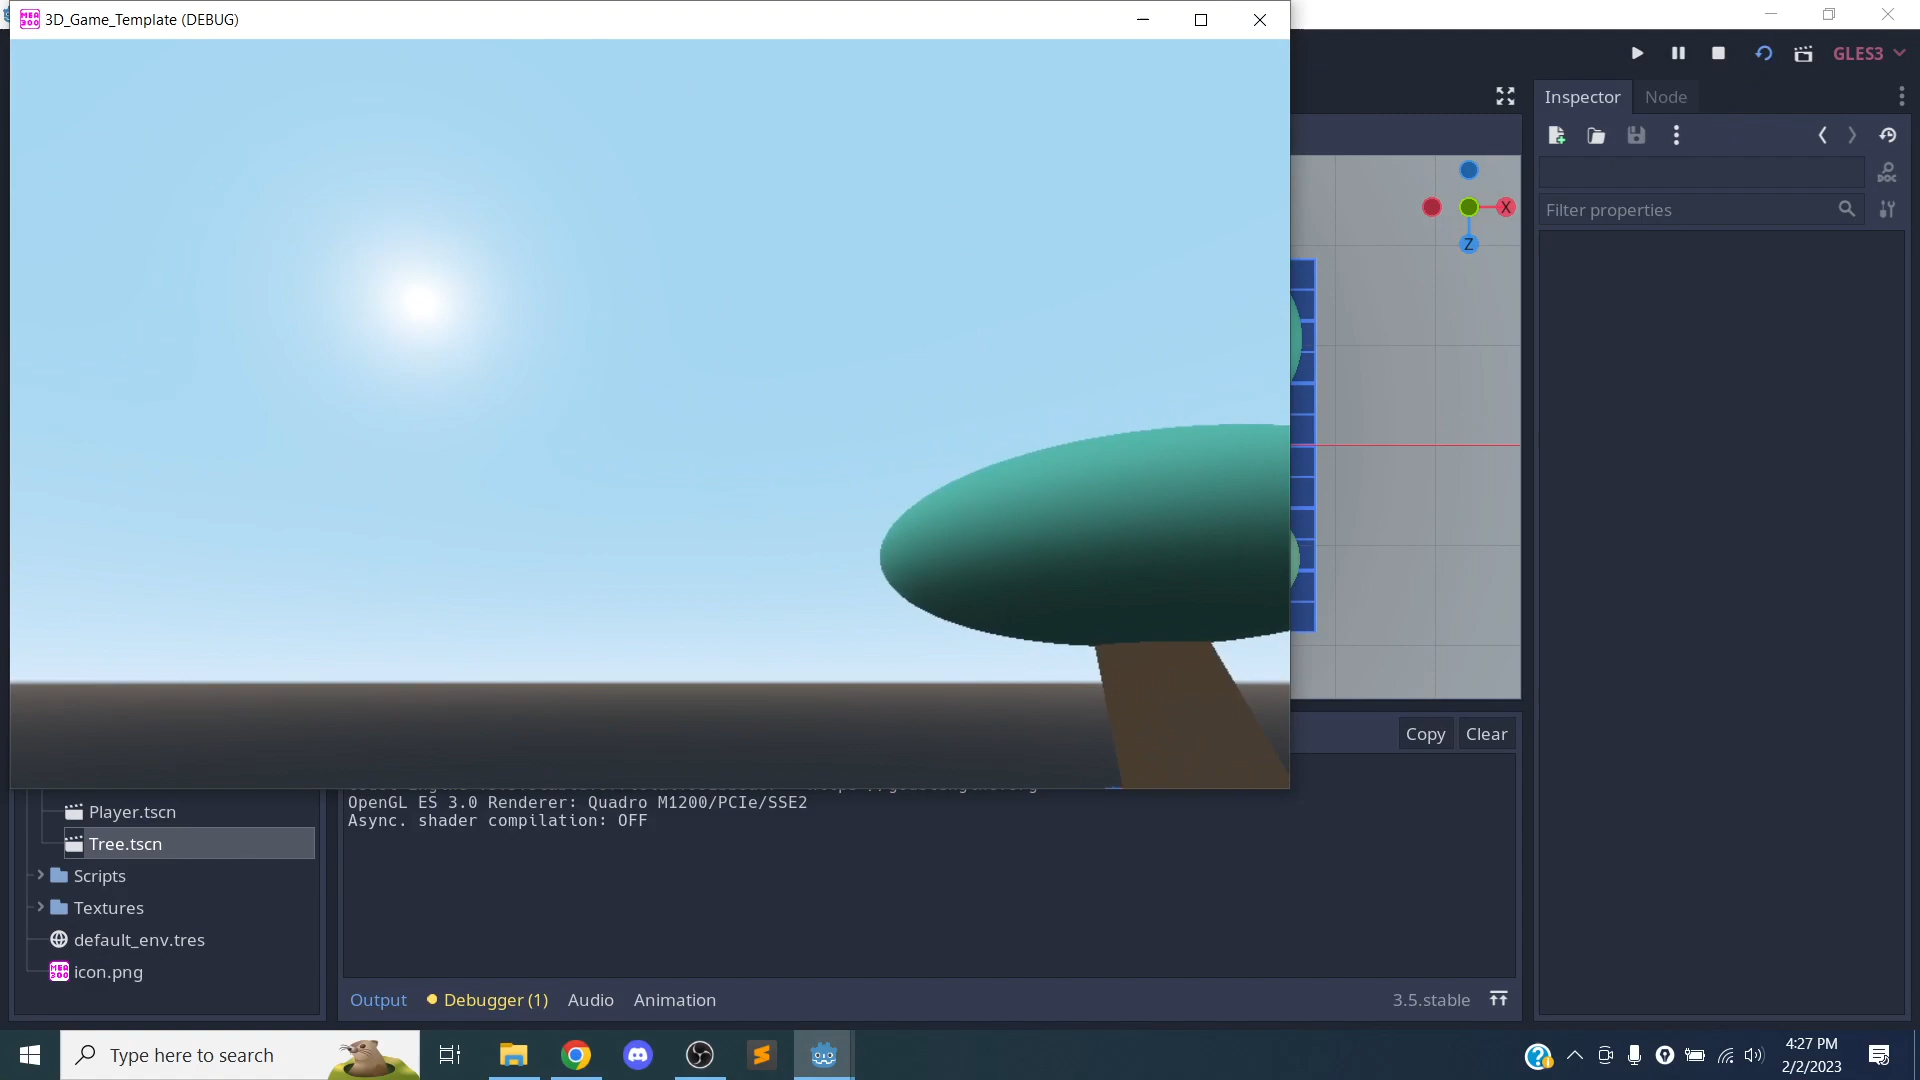 3D_Game_Template (DEBUG)
GLES3
Inspector Node
Filter properties
X
Z
Copy Clear
OpenGL ES 3.0 Renderer: Quadro M1200/PCIe/SSE2
Async. shader compilation: OFF
Player.tscn
Tree.tscn
Scripts
Textures
default_env.tres
icon.png
Output Debugger (1) Audio Animation 3.5.stable
Type here to search
4:27 PM
2/2/2023